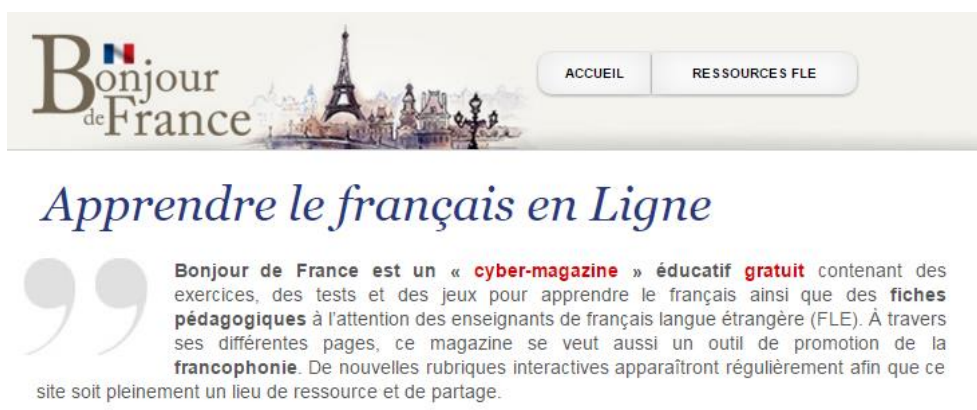 Bonjour
de France
ACCUEIL
RESSOURCES FLE
Apprendre le français en Ligne
Bonjour de France est un « cyber-magazine » éducatif gratuit contenant des
exercices, des tests et des jeux pour apprendre le français ainsi que des fiches
pédagogiques à l'attention des enseignants de français langue étrangère (FLE). À travers
ses différentes pages, ce magazine se veut aussi un outil de promotion de la
francophonie. De nouvelles rubriques interactives apparaîtront régulièrement afin que ce
site soit pleinement un lieu de ressource et de partage.